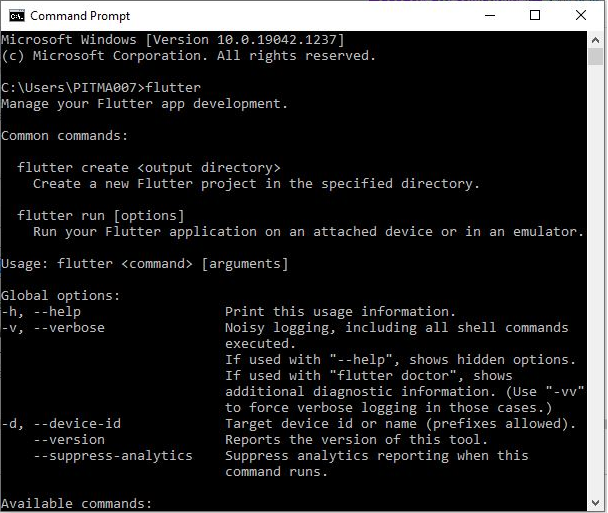 Command Prompt
Microsoft Windows [Version 10.0.19042.1237]
(c) Microsoft Corporation. All rights reserved.
C:\Users\PITMA007>flutter
Manage your Flutter app development.
Common commands:
flutter create <output directory>
Create a new Flutter project in the specified directory.
flutter run [options]
Run your Flutter application on an attached device or in an emulator.
Usage: flutter <command> [arguments]
Global options:
-h, --help Print this usage information.
-v, --verbose Noisy logging, including all shell commands
executed.
If used with "--help", shows hidden options.
If used with "flutter doctor", shows
additional diagnostic information. (Use "-vv"
to force verbose logging in those cases.)
-d, --device-id Target device id or name (prefixes allowed).
--version Reports the version of this tool.
--suppress-analytics Suppress analytics reporting when this
command runs.
Available commands: